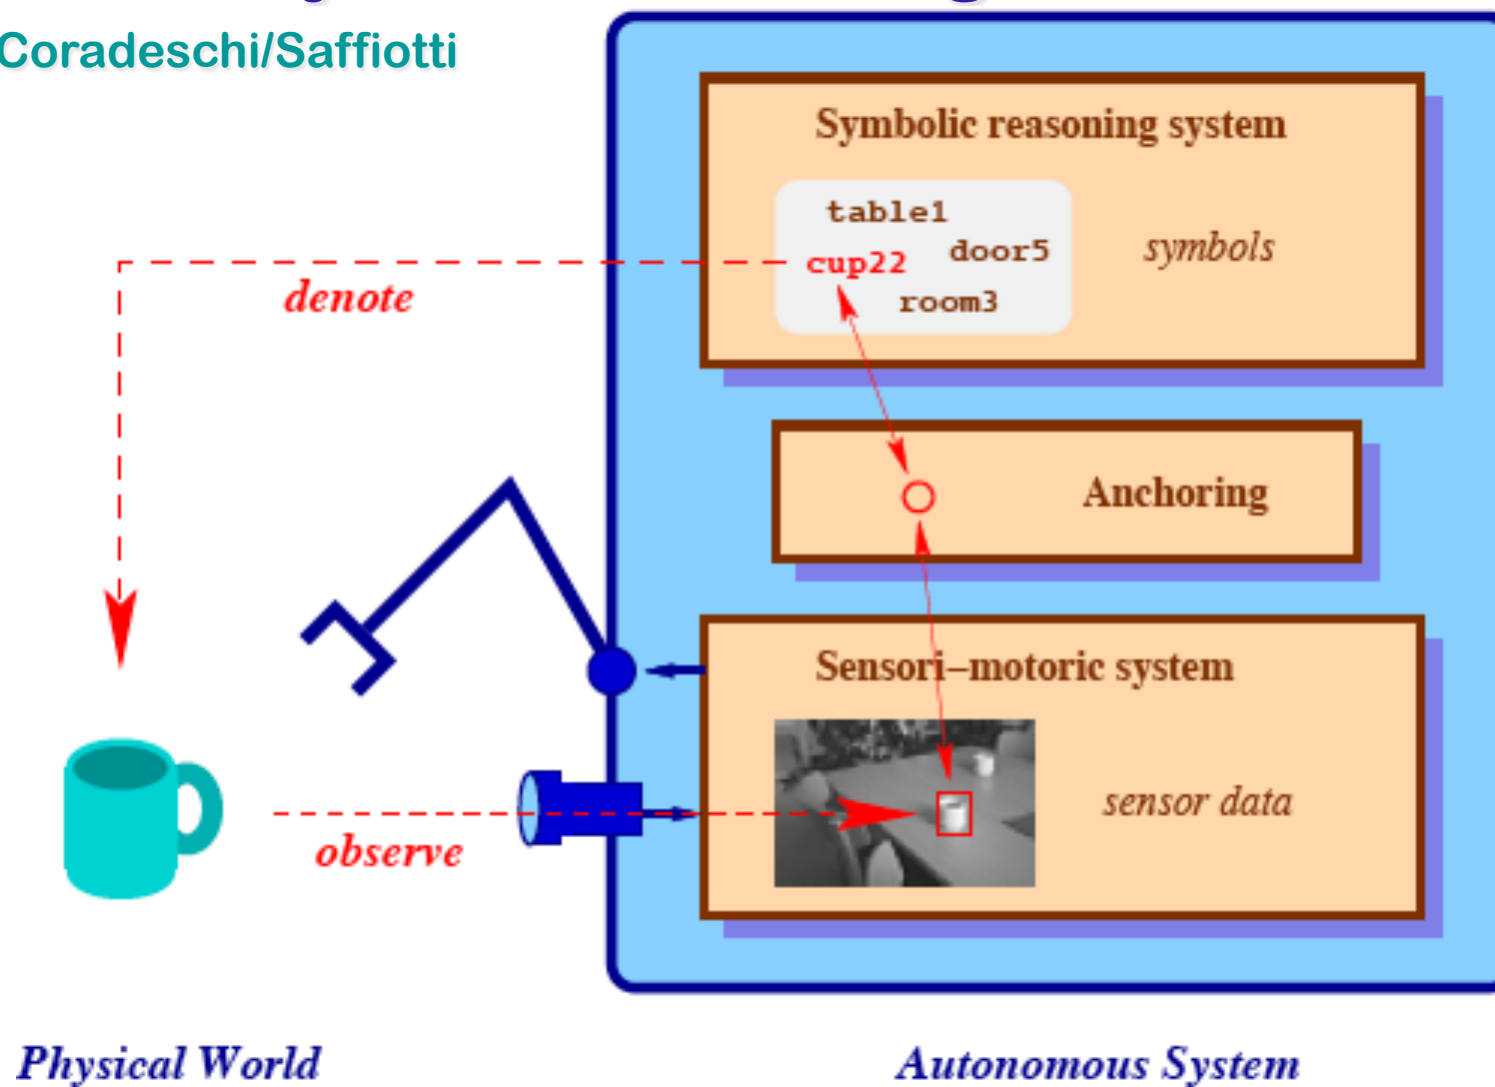 Coradeschi/Saffiotti
Symbolic reasoning system
table1
cup22
door5
room3
symbols
denote
Anchoring
Sensori–motoric system
sensor data
observe
Physical World
Autonomous System